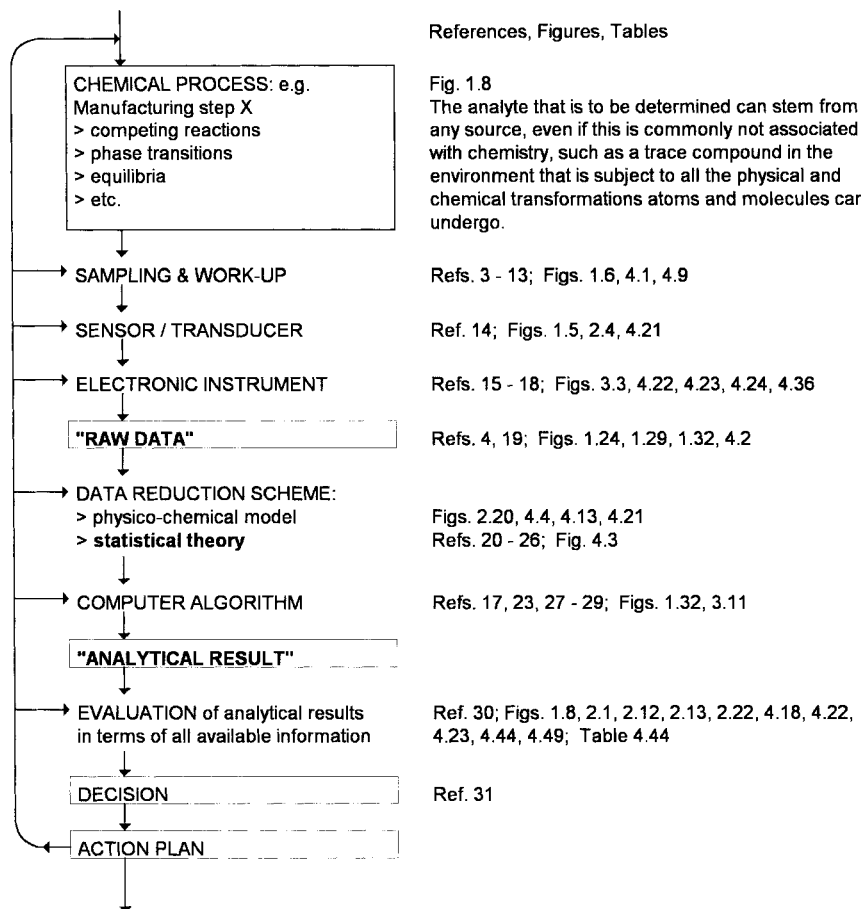 References, Figures, Tables
CHEMICAL PROCESS: e.g.
Manufacturing step X
> competing reactions
> phase transitions
> equilibria
> etc.
Fig. 1.8
The analyte that is to be determined can stem from
any source, even if this is commonly not associated
with chemistry, such as a trace compound in the
environment that is subject to all the physical and
chemical transformations atoms and molecules can
undergo.
SAMPLING & WORK-UP
Refs. 3 - 13; Figs. 1.6, 4.1, 4.9
SENSOR / TRANSDUCER
Ref. 14; Figs. 1.5, 2.4, 4.21
ELECTRONIC INSTRUMENT
Refs. 15 - 18; Figs. 3.3, 4.22, 4.23, 4.24, 4.36
"RAW DATA"
Refs. 4, 19; Figs. 1.24, 1.29, 1.32, 4.2
DATA REDUCTION SCHEME:
> physico-chemical model
Figs. 2.20, 4.4, 4.13, 4.21
> statistical theory
Refs. 20 - 26; Fig. 4.3
COMPUTER ALGORITHM
Refs. 17, 23, 27 - 29; Figs. 1.32, 3.11
"ANALYTICAL RESULT"
EVALUATION of analytical results
in terms of all available information
Ref. 30; Figs. 1.8, 2.1, 2.12, 2.13, 2.22, 4.18, 4.22,
4.23, 4.44, 4.49; Table 4.44
DECISION
Ref. 31
ACTION PLAN